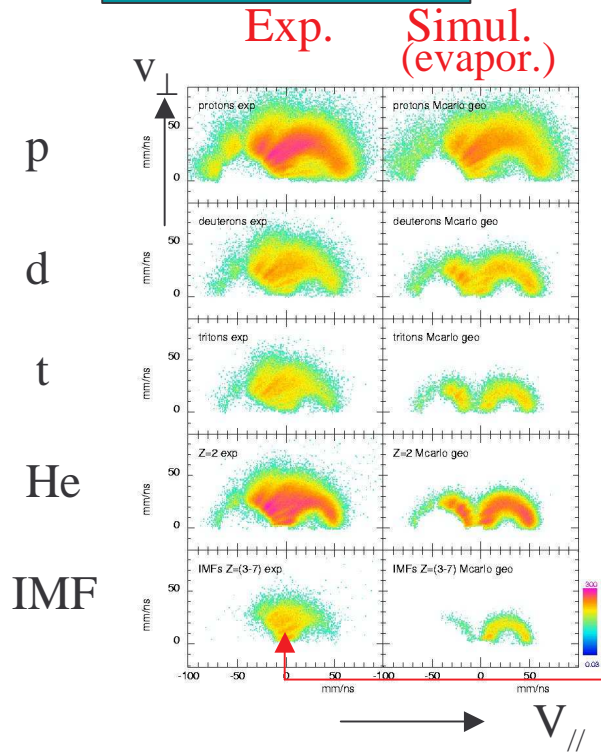 Exp. Simul.
(evapor.)
V⊥
p
mm/ns
50
0
protons exp
protons Mcarlo geo
d
mm/ns
50
0
deuterons exp
deuterons Mcarlo geo
t
mm/ns
50
0
tritons exp
tritons Mcarlo geo
He
mm/ns
50
0
Z=2 exp
Z=2 Mcarlo geo
IMF
mm/ns
50
0
IMFs Z=(3-7) exp
IMFs Z=(3-7) Mcarlo geo
300
0.03
-100 -50 0 50 -100 -50 0 50 100
mm/ns mm/ns
V//